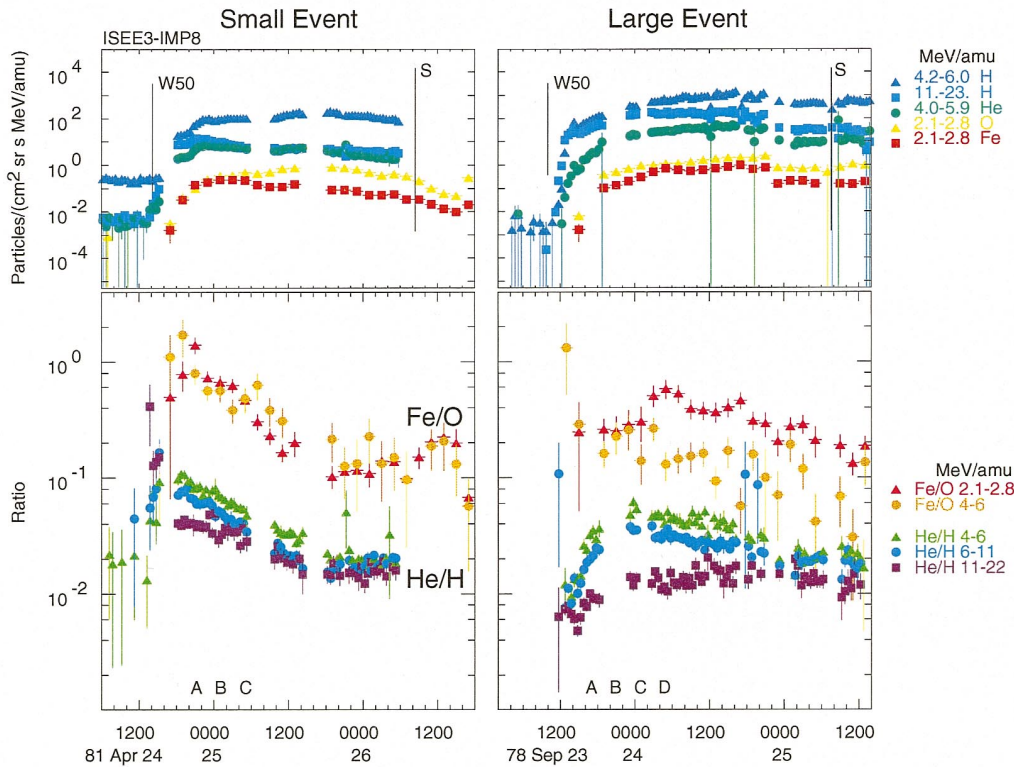 Small Event
Large Event
ISEE3-IMP8
W50
S
W50
S
MeV/amu
4.2-6.0 H
11.-23. H
4.0-5.9 He
2.1-2.8 O
2.1-2.8 Fe
Particles/(cm2 sr s MeV/amu)
10 4
10 2
10 0
10 -2
10 -4
Fe/O
He/H
A B C
A B C D
Ratio
10 0
10 -1
10 -2
MeV/amu
Fe/O 2.1-2.8
Fe/O 4-6
He/H 4-6
He/H 6-11
He/H 11-22
1200 0000 1200 0000 1200
81 Apr 24 25 26
1200 0000 1200 0000 1200
78 Sep 23 24 25